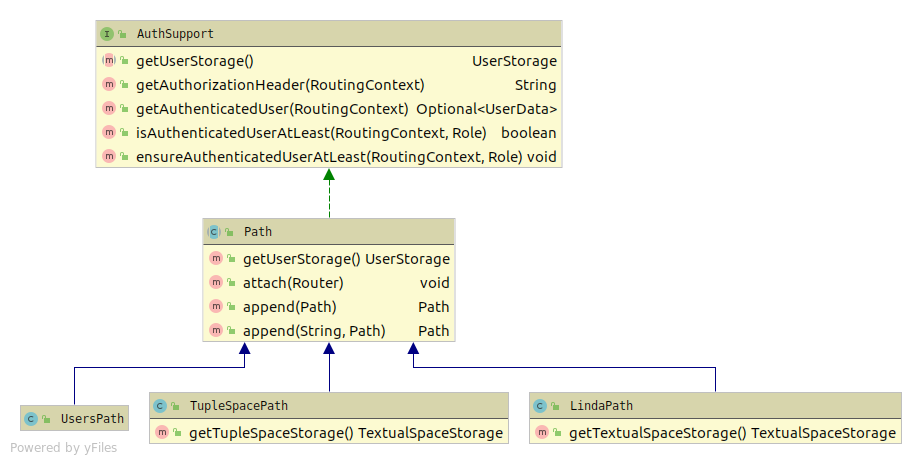 I AuthSupport
m getUserStorage() UserStorage
m getAuthorizationHeader(RoutingContext) String
m getAuthenticatedUser(RoutingContext) Optional<UserData>
m isAuthenticatedUserAtLeast(RoutingContext, Role) boolean
m ensureAuthenticatedUserAtLeast(RoutingContext, Role) void
C Path
m getUserStorage() UserStorage
m attach(Router) void
m append(Path) Path
m append(String, Path) Path
C UsersPath
C TupleSpacePath
m getTupleSpaceStorage() TextualSpaceStorage
C LindaPath
m getTextualSpaceStorage() TextualSpaceStorage
Powered by yFiles